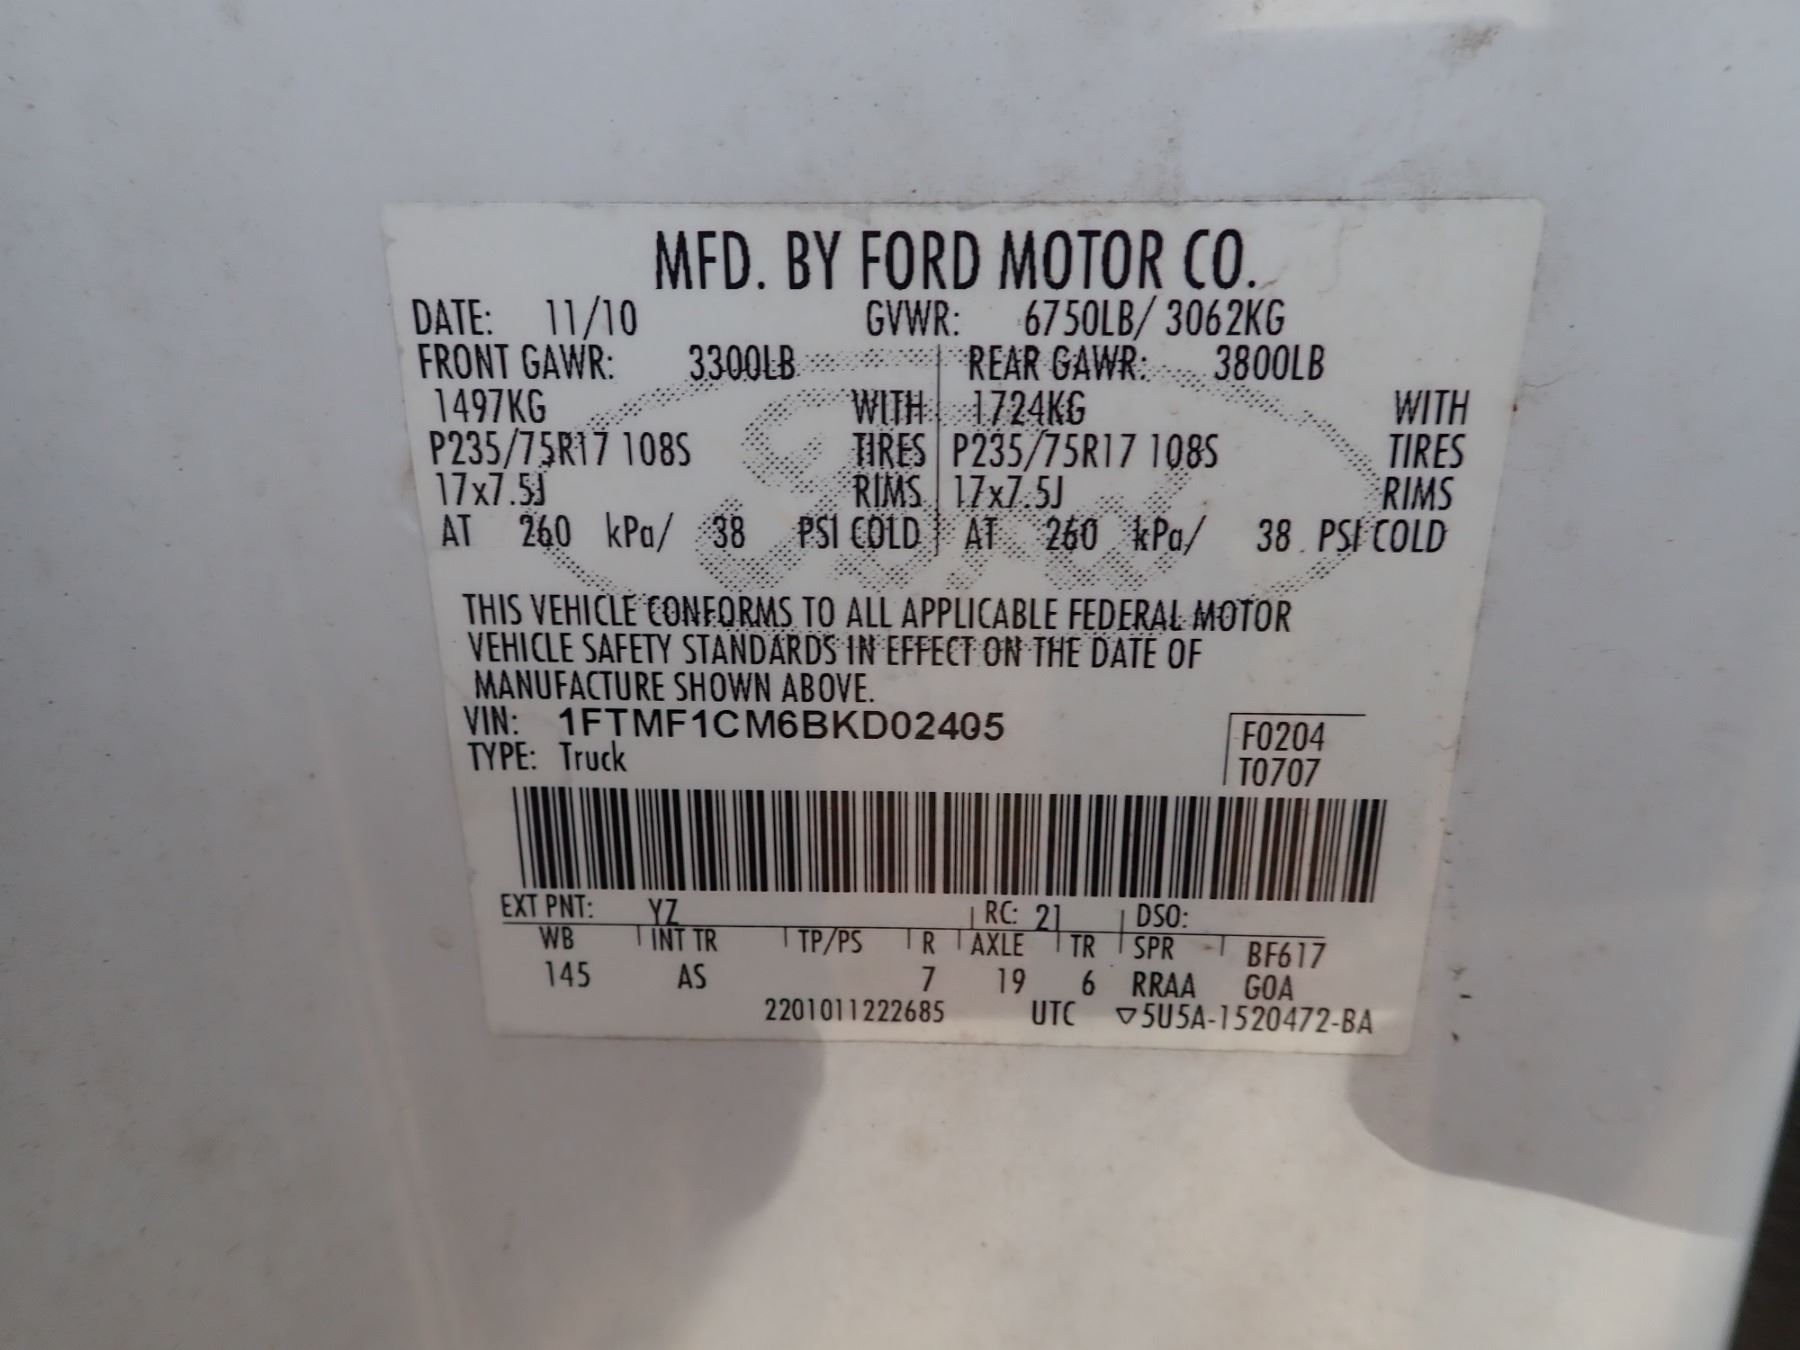 MFD. BY FORD MOTOR CO.
DATE: 11/10 GVWR: 6750LB/ 3062KG
FRONT GAWR: 3300LB REAR GAWR: 3800LB
1497KG WITH 1724KG WITH
P235/75R17 108S TIRES P235/75R17 108S TIRES
17x7.5J RIMS 17x7.5J RIMS
AT 260 kPa/ 38 PSI COLD AT 260 kPa/ 38 PSI COLD
Ford
THIS VEHICLE CONFORMS TO ALL APPLICABLE FEDERAL MOTOR
VEHICLE SAFETY STANDARDS IN EFFECT ON THE DATE OF
MANUFACTURE SHOWN ABOVE.
VIN: 1FTMF1CM6BKD02405 F0204
TYPE: Truck T0707
EXT PNT: YZ RC: 21 DSO:
WB INT TR TP/PS R AXLE TR SPR BF617
145 AS 7 19 6 RRAA GOA
2201011222685 UTC ▽5U5A-1520472-BA